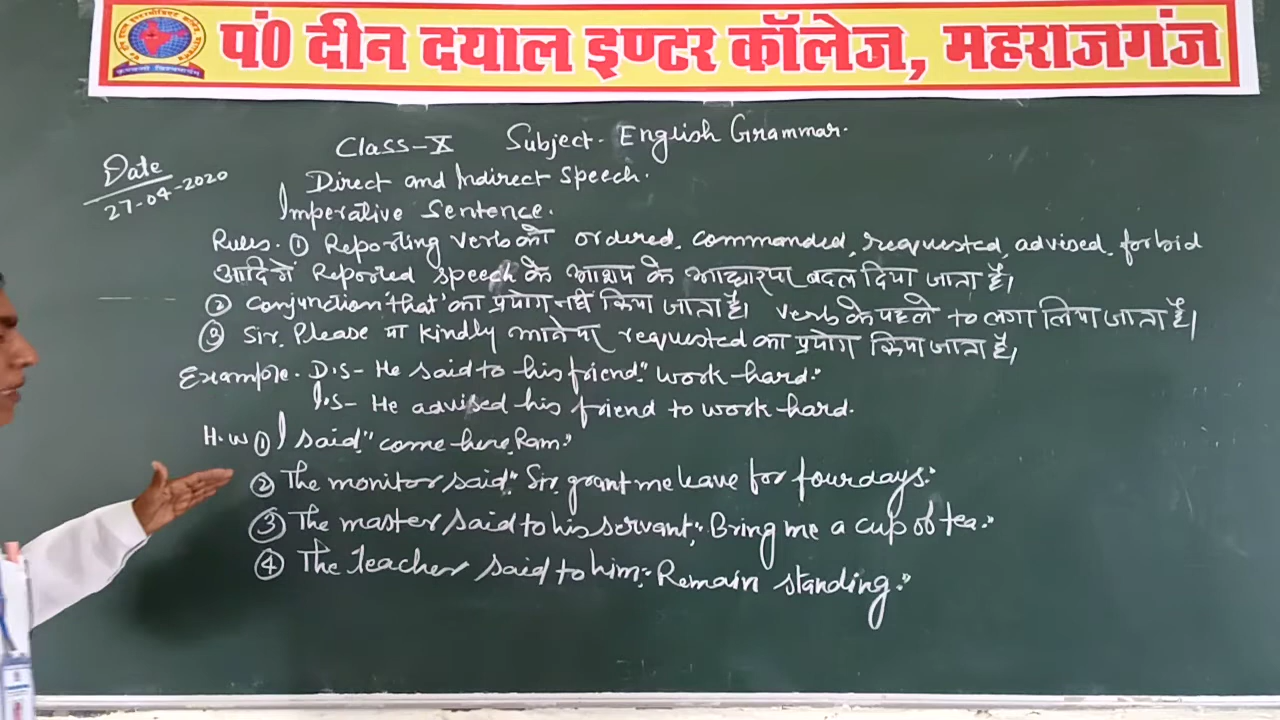 पं0 दीन दयाल इण्टर कॉलेज, महराजगंज
Class-X Subject. English Grammar.
Date
27-04-2020
Direct and Indirect Speech.
Imperative Sentence.
Rules. ① Reporting verb को ordered, commanded, requested, advised, forbid
आदि में Reported speech के आशय के आधार पर बदल दिया जाता है।
② Conjunction 'that' का प्रयोग नहीं किया जाता है। verb के पहले to लगा लिया जाता है।
③ Sir, Please या Kindly आने पर requested का प्रयोग किया जाता है।
Example. D.S- He said to his friend," work hard."
I.S- He advised his friend to work hard.
H.W ① I said," come here, Ram."
② The monitor said," Sir, grant me leave for four days."
③ The master said to his servant," Bring me a cup of tea."
④ The teacher said to him," Remain standing."